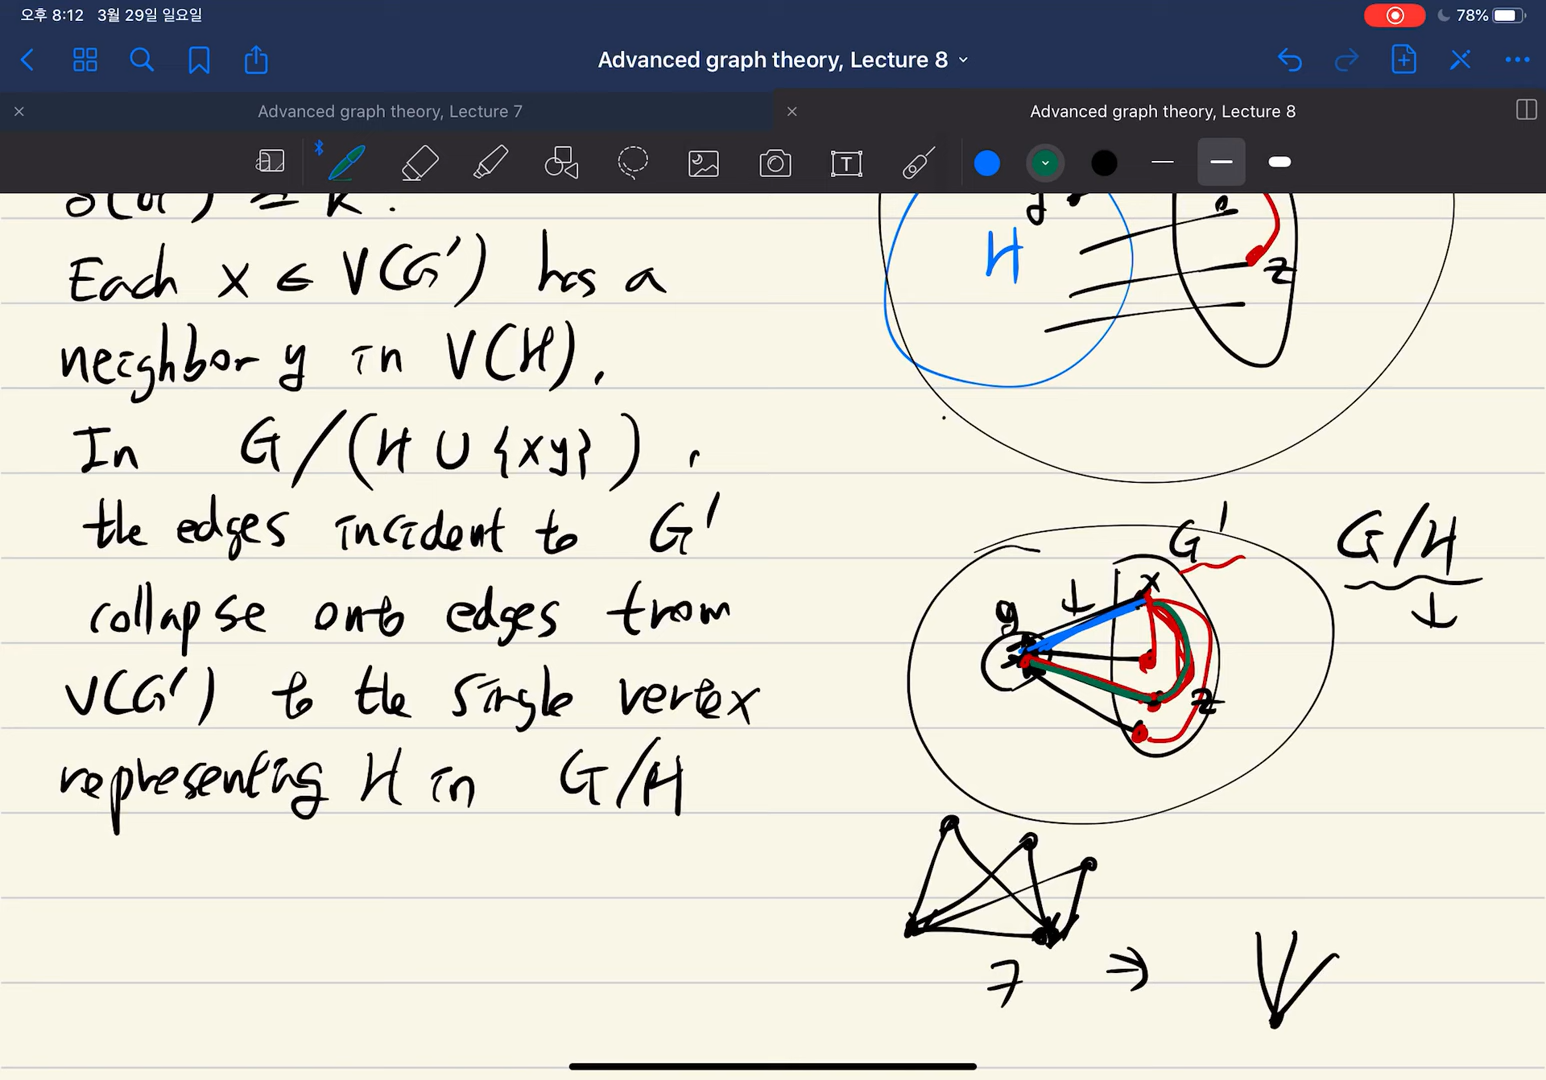 오후 8:12 3월 29일 일요일
78%
Advanced graph theory, Lecture 8
Advanced graph theory, Lecture 7
Advanced graph theory, Lecture 8
T
δ(G') ≥ k.
Each x ∈ V(G') has a
neighbor y in V(H).
In G/(H ∪ {xy}),
the edges incident to G'
collapse onto edges from
V(G') to the single vertex
representing H in G/H
y
H
z
G'
G/H
x
y
z
7 ⇒